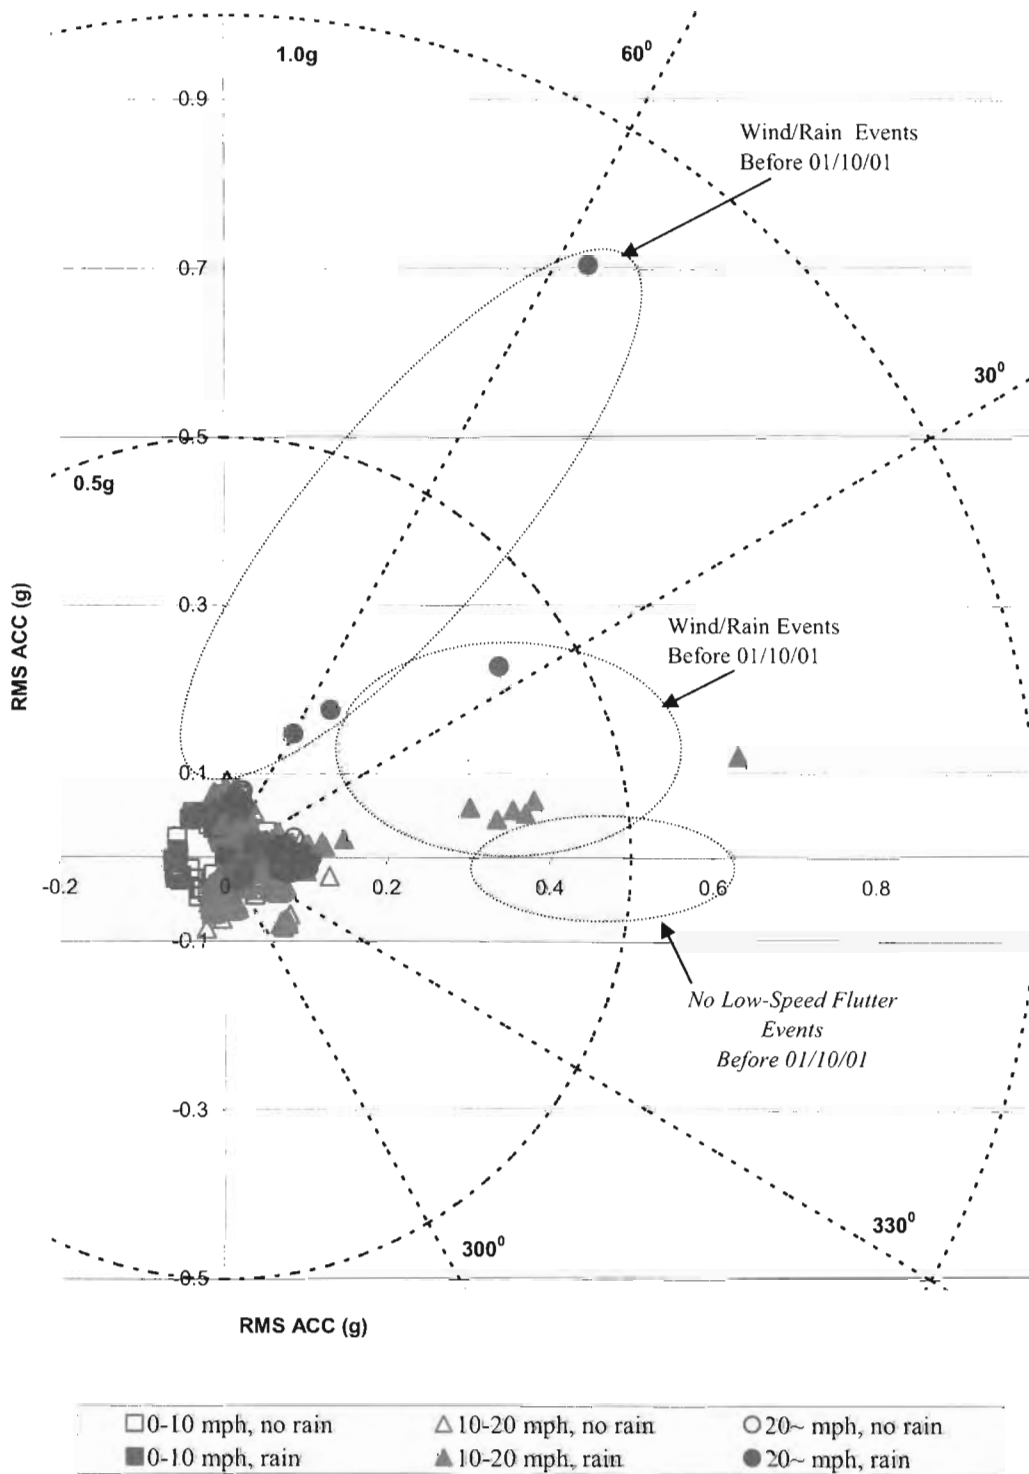 1.0g
60⁰
0.9
Wind/Rain Events
Before 01/10/01
0.7
30⁰
0.5
0.5g
0.3
Wind/Rain Events
Before 01/10/01
RMS ACC (g)
0.1
-0.2 0 0.2 0.4 0.6 0.8
-0.1
No Low-Speed Flutter
Events
Before 01/10/01
-0.3
330⁰
300⁰
-0.5
RMS ACC (g)
0-10 mph, no rain 10-20 mph, no rain 20~ mph, no rain
0-10 mph, rain 10-20 mph, rain 20~ mph, rain